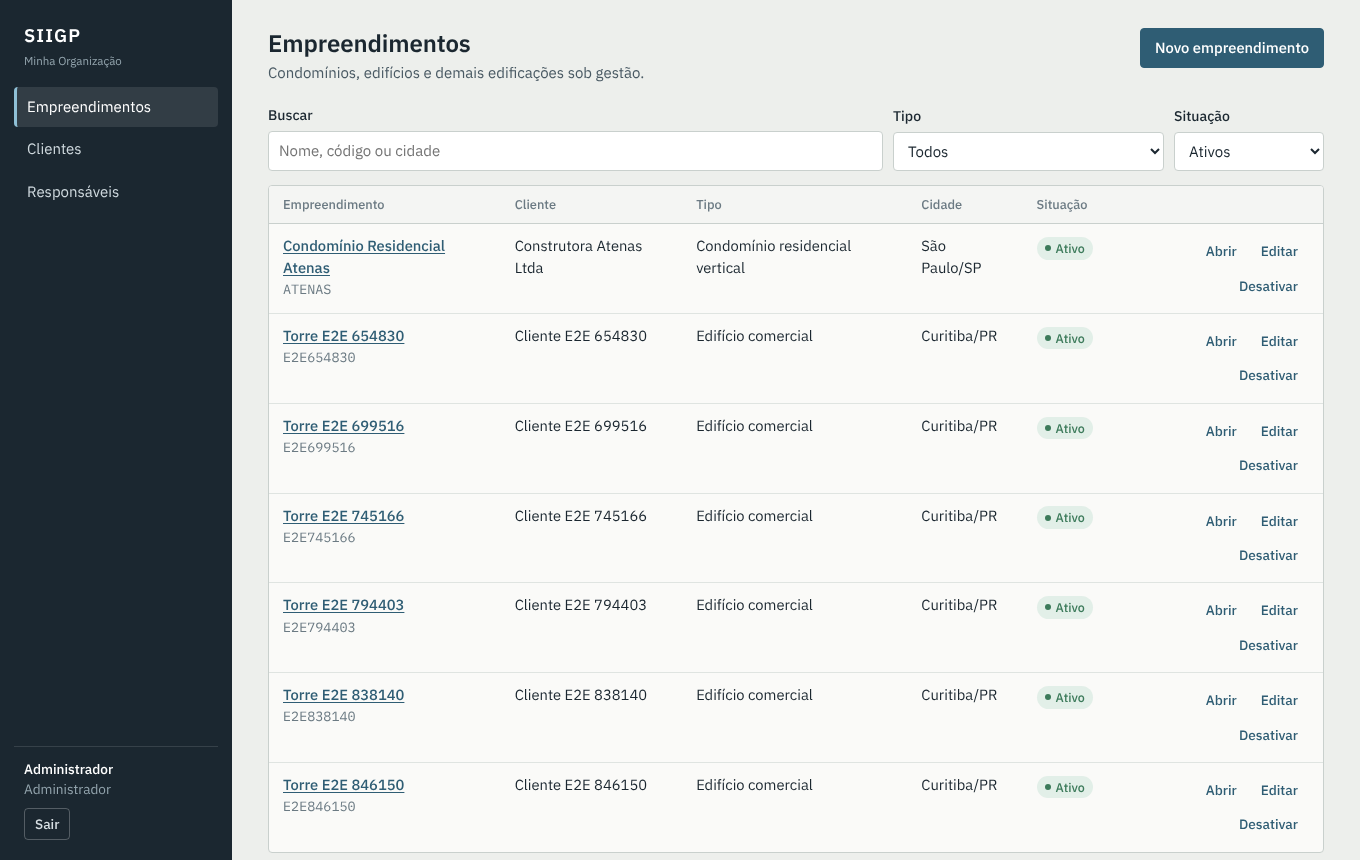 SIIGP
Minha Organização
Empreendimentos
Clientes
Responsáveis
Administrador
Administrador
Sair
Empreendimentos
Condomínios, edifícios e demais edificações sob gestão.
Novo empreendimento
Buscar
Nome, código ou cidade
Tipo
Todos
Situação
Ativos
Empreendimento Cliente Tipo Cidade Situação
Condomínio Residencial Construtora Atenas Condomínio residencial São Ativo Abrir Editar
Atenas Ltda vertical Paulo/SP
ATENAS Desativar
Torre E2E 654830 Cliente E2E 654830 Edifício comercial Curitiba/PR Ativo Abrir Editar
E2E654830 Desativar
Torre E2E 699516 Cliente E2E 699516 Edifício comercial Curitiba/PR Ativo Abrir Editar
E2E699516 Desativar
Torre E2E 745166 Cliente E2E 745166 Edifício comercial Curitiba/PR Ativo Abrir Editar
E2E745166 Desativar
Torre E2E 794403 Cliente E2E 794403 Edifício comercial Curitiba/PR Ativo Abrir Editar
E2E794403 Desativar
Torre E2E 838140 Cliente E2E 838140 Edifício comercial Curitiba/PR Ativo Abrir Editar
E2E838140 Desativar
Torre E2E 846150 Cliente E2E 846150 Edifício comercial Curitiba/PR Ativo Abrir Editar
E2E846150 Desativar